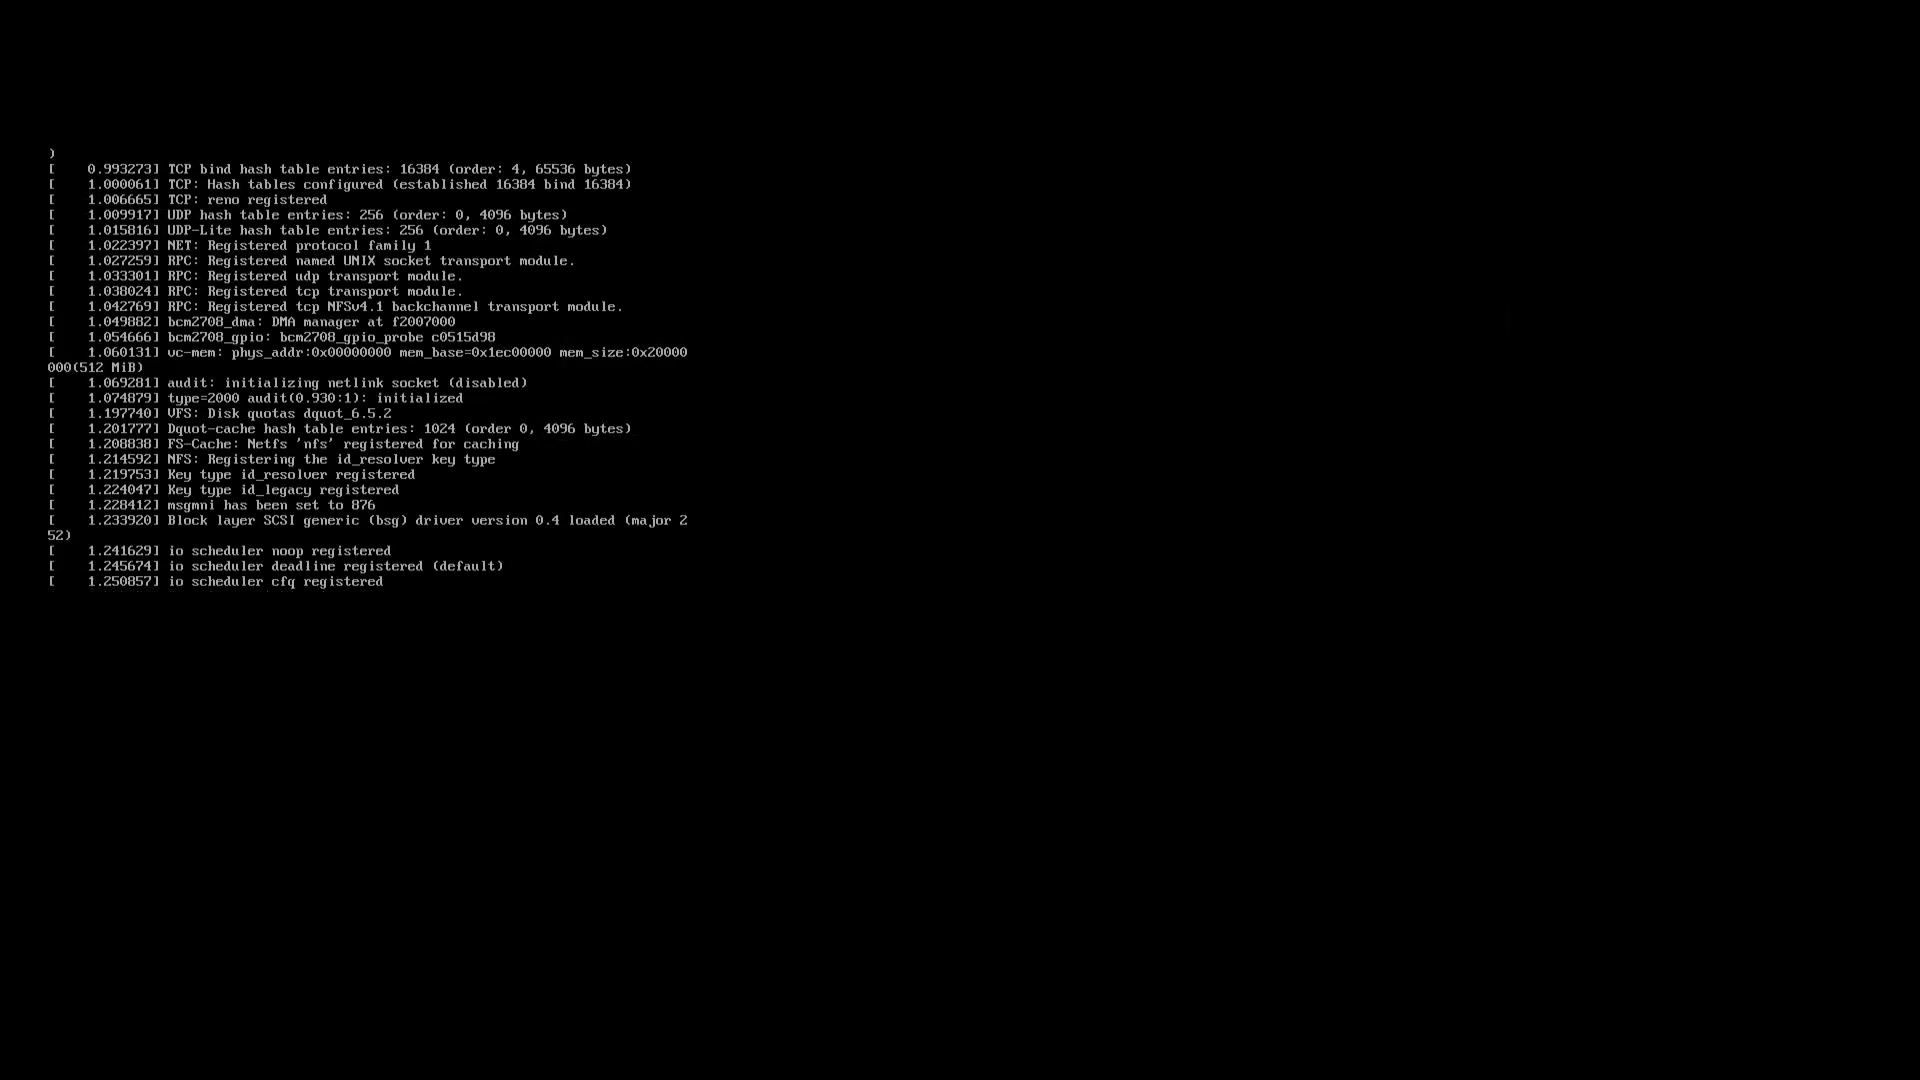 )
[    0.993273] TCP bind hash table entries: 16384 (order: 4, 65536 bytes)
[    1.000061] TCP: Hash tables configured (established 16384 bind 16384)
[    1.006665] TCP: reno registered
[    1.009917] UDP hash table entries: 256 (order: 0, 4096 bytes)
[    1.015816] UDP-Lite hash table entries: 256 (order: 0, 4096 bytes)
[    1.022397] NET: Registered protocol family 1
[    1.027259] RPC: Registered named UNIX socket transport module.
[    1.033301] RPC: Registered udp transport module.
[    1.038024] RPC: Registered tcp transport module.
[    1.042769] RPC: Registered tcp NFSv4.1 backchannel transport module.
[    1.049882] bcm2708_dma: DMA manager at f2007000
[    1.054666] bcm2708_gpio: bcm2708_gpio_probe c0515d98
[    1.060131] vc-mem: phys_addr:0x00000000 mem_base=0x1ec00000 mem_size:0x20000
000(512 MiB)
[    1.069281] audit: initializing netlink socket (disabled)
[    1.074879] type=2000 audit(0.930:1): initialized
[    1.197740] VFS: Disk quotas dquot_6.5.2
[    1.201777] Dquot-cache hash table entries: 1024 (order 0, 4096 bytes)
[    1.208838] FS-Cache: Netfs 'nfs' registered for caching
[    1.214592] NFS: Registering the id_resolver key type
[    1.219753] Key type id_resolver registered
[    1.224047] Key type id_legacy registered
[    1.228412] msgmni has been set to 876
[    1.233920] Block layer SCSI generic (bsg) driver version 0.4 loaded (major 2
52)
[    1.241629] io scheduler noop registered
[    1.245674] io scheduler deadline registered (default)
[    1.250857] io scheduler cfq registered